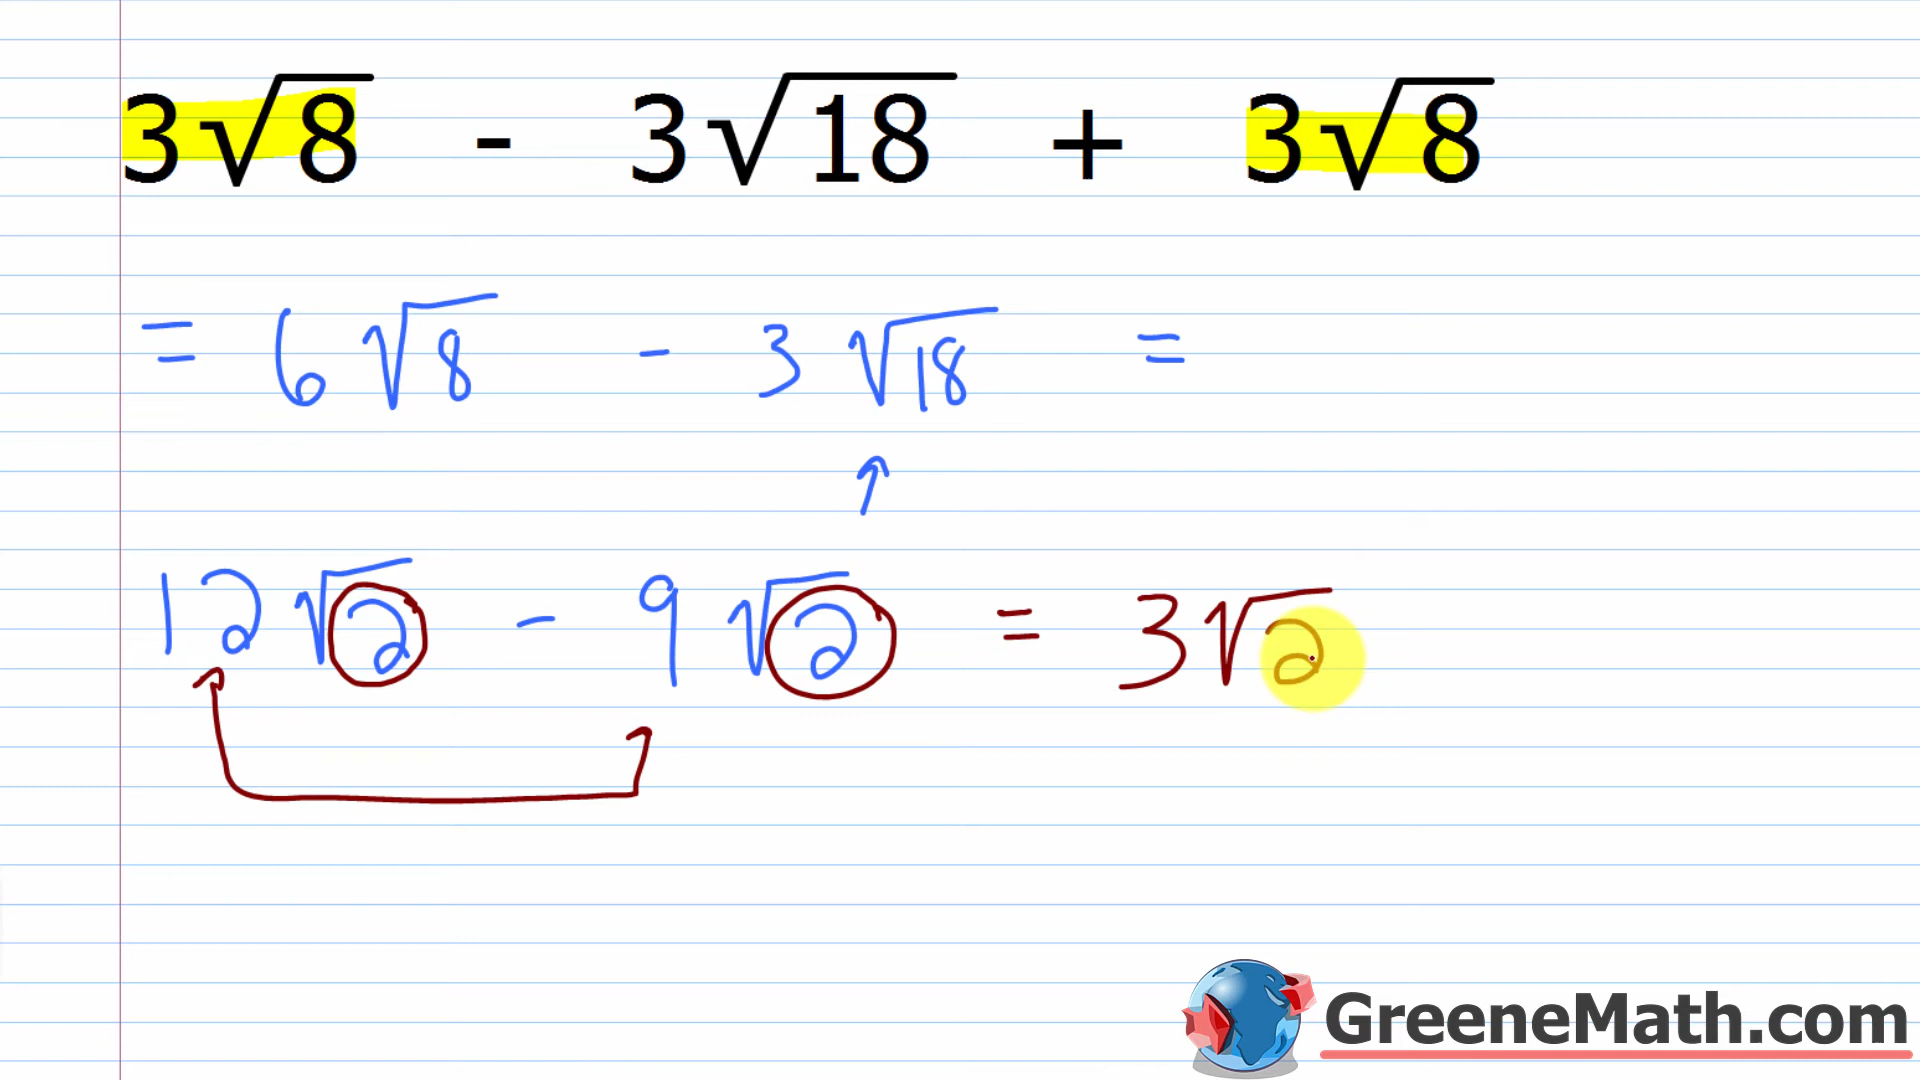 3√8 - 3√18 + 3√8
= 6√8 - 3√18 =
12√2 - 9√2 = 3√2
GreeneMath.com